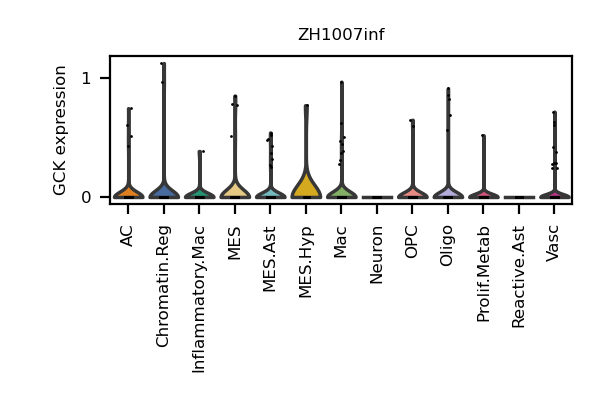 ZH1007inf
GCK expression
1
0
AC
Chromatin.Reg
Inflammatory.Mac
MES
MES.Ast
MES.Hyp
Mac
Neuron
OPC
Oligo
Prolif.Metab
Reactive.Ast
Vasc